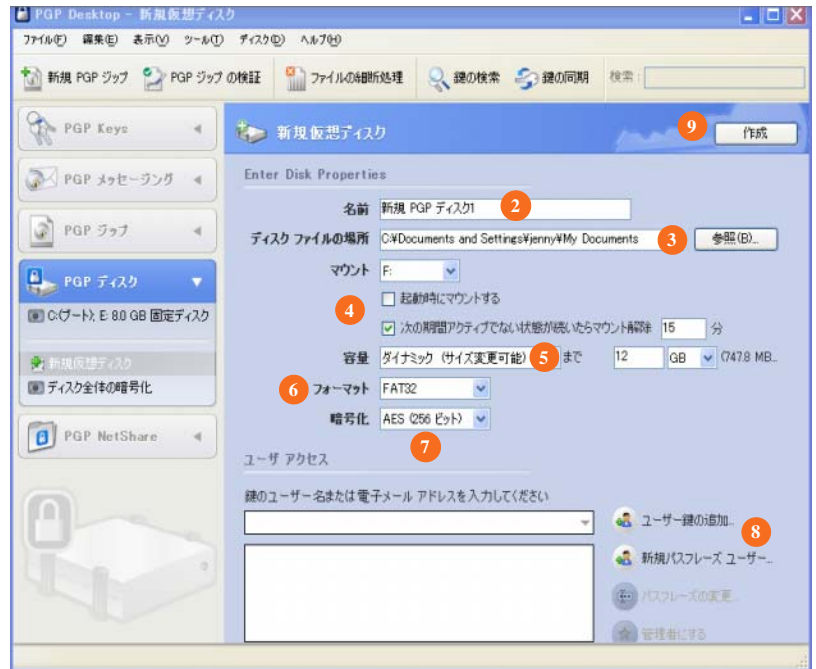 PGP Desktop - 新規仮想ディスク
ファイル(F) 編集(E) 表示(V) ツール(T) ディスク(D) ヘルプ(H)
新規 PGP ジップ PGP ジップ の検証 ファイルの細断処理 鍵の検索 鍵の同期 検索:
PGP Keys
PGP メッセージング
PGP ジップ
PGP ディスク
C:(ブート), E: 8.0 GB 固定ディスク
新規仮想ディスク
ディスク全体の暗号化
PGP NetShare
新規仮想ディスク
9 作成
Enter Disk Properties
名前 新規 PGP ディスク1 2
ディスク ファイルの場所 C:¥Documents and Settings¥jenny¥My Documents 3 参照(B)...
マウント F:
4
起動時にマウントする
次の期間アクティブでない状態が続いたらマウント解除 15 分
容量 ダイナミック (サイズ変更可能) 5 まで 12 GB (747.8 MB...
6 フォーマット FAT32
暗号化 AES (256 ビット)
7
ユーザ アクセス
鍵のユーザー名または電子メール アドレスを入力してください
ユーザー鍵の追加...
8
新規パスフレーズ ユーザー...
パスフレーズの変更...
管理者にする